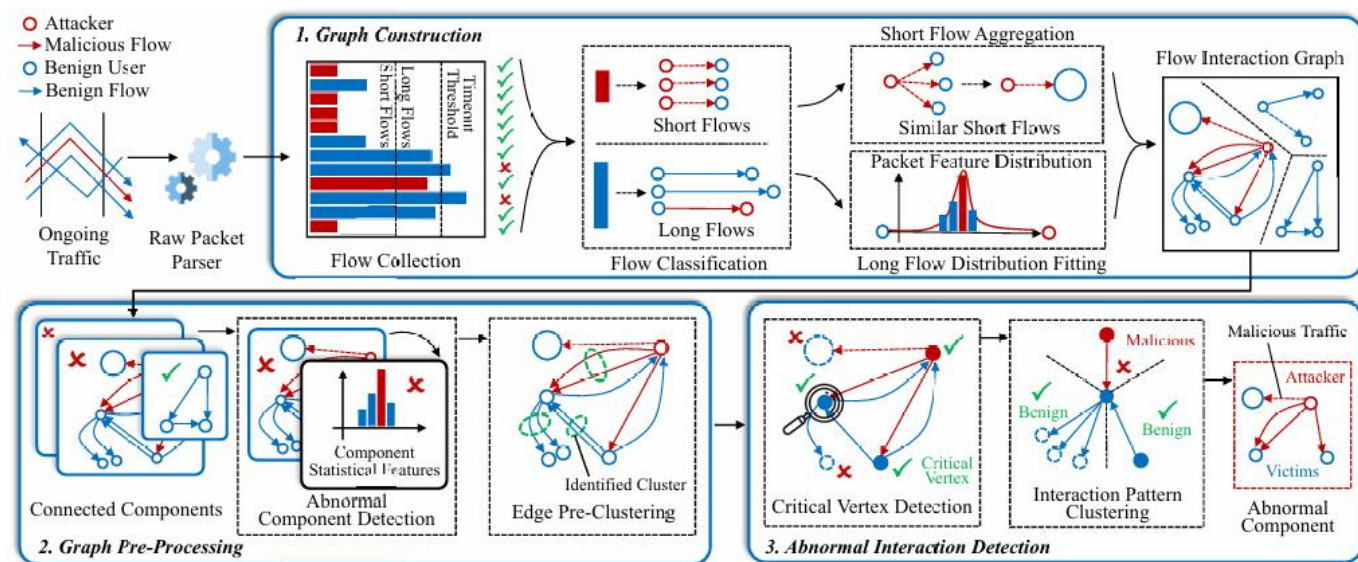 Attacker
Malicious Flow
Benign User
Benign Flow
Ongoing
Traffic
Raw Packet
Parser
1. Graph Construction
Short Flows
Long Flows
Timeout
Threshold
Flow Collection
Short Flows
Long Flows
Flow Classification
Short Flow Aggregation
Similar Short Flows
Packet Feature Distribution
Long Flow Distribution Fitting
Flow Interaction Graph
Connected Components
Component
Statistical Features
Abnormal
Component Detection
Identified Cluster
Edge Pre-Clustering
2. Graph Pre-Processing
Critical
Vertex
Critical Vertex Detection
Malicious
Benign
Benign
Interaction Pattern
Clustering
Malicious Traffic
Attacker
Victims
Abnormal
Component
3. Abnormal Interaction Detection